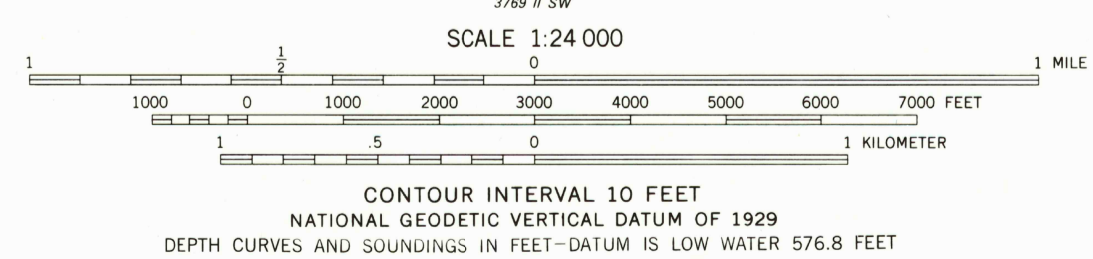 3769 II SW
SCALE 1:24 000
1 1/2 0 1 MILE
1000 0 1000 2000 3000 4000 5000 6000 7000 FEET
1 .5 0 1 KILOMETER
CONTOUR INTERVAL 10 FEET
NATIONAL GEODETIC VERTICAL DATUM OF 1929
DEPTH CURVES AND SOUNDINGS IN FEET—DATUM IS LOW WATER 576.8 FEET